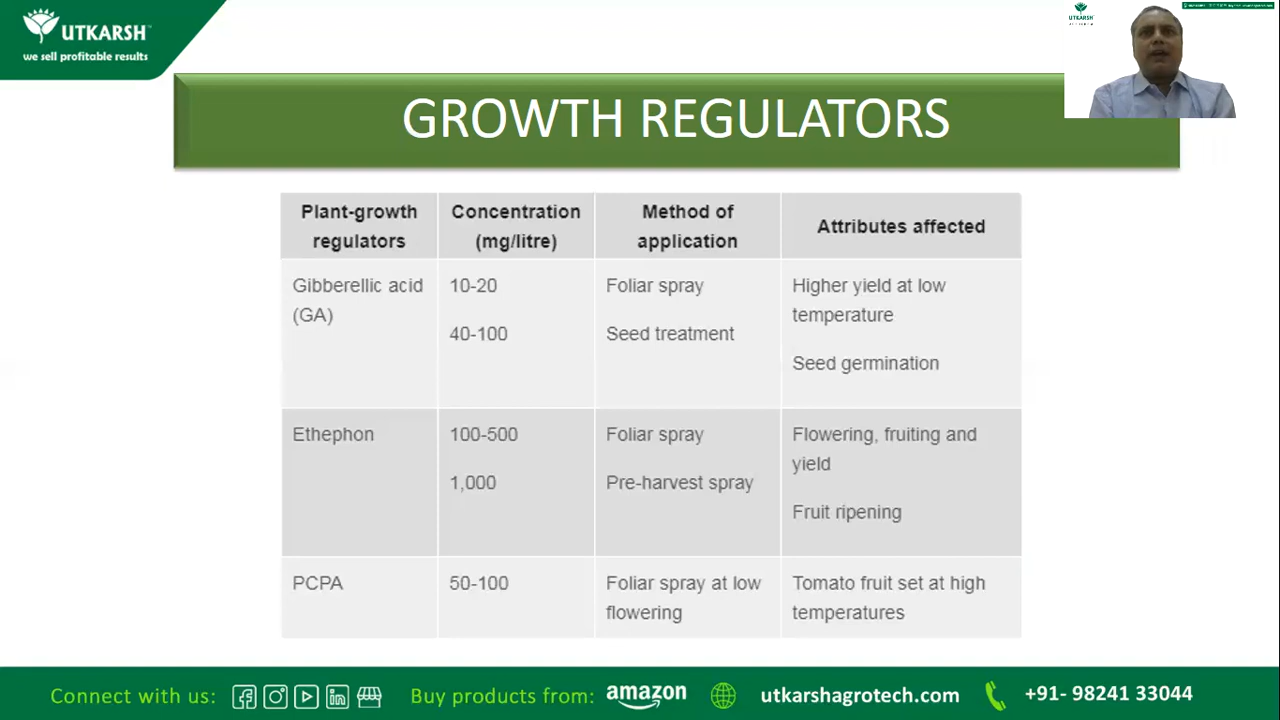 UTKARSH
we sell profitable results
UTKARSH
GROWTH REGULATORS
Plant-growth regulators
Concentration (mg/litre)
Method of application
Attributes affected
Gibberellic acid (GA)
10-20
40-100
Foliar spray
Seed treatment
Higher yield at low temperature
Seed germination
Ethephon
100-500
1,000
Foliar spray
Pre-harvest spray
Flowering, fruiting and yield
Fruit ripening
PCPA
50-100
Foliar spray at low flowering
Tomato fruit set at high temperatures
Connect with us:
Buy products from: amazon
utkarshagrotech.com
+91- 98241 33044